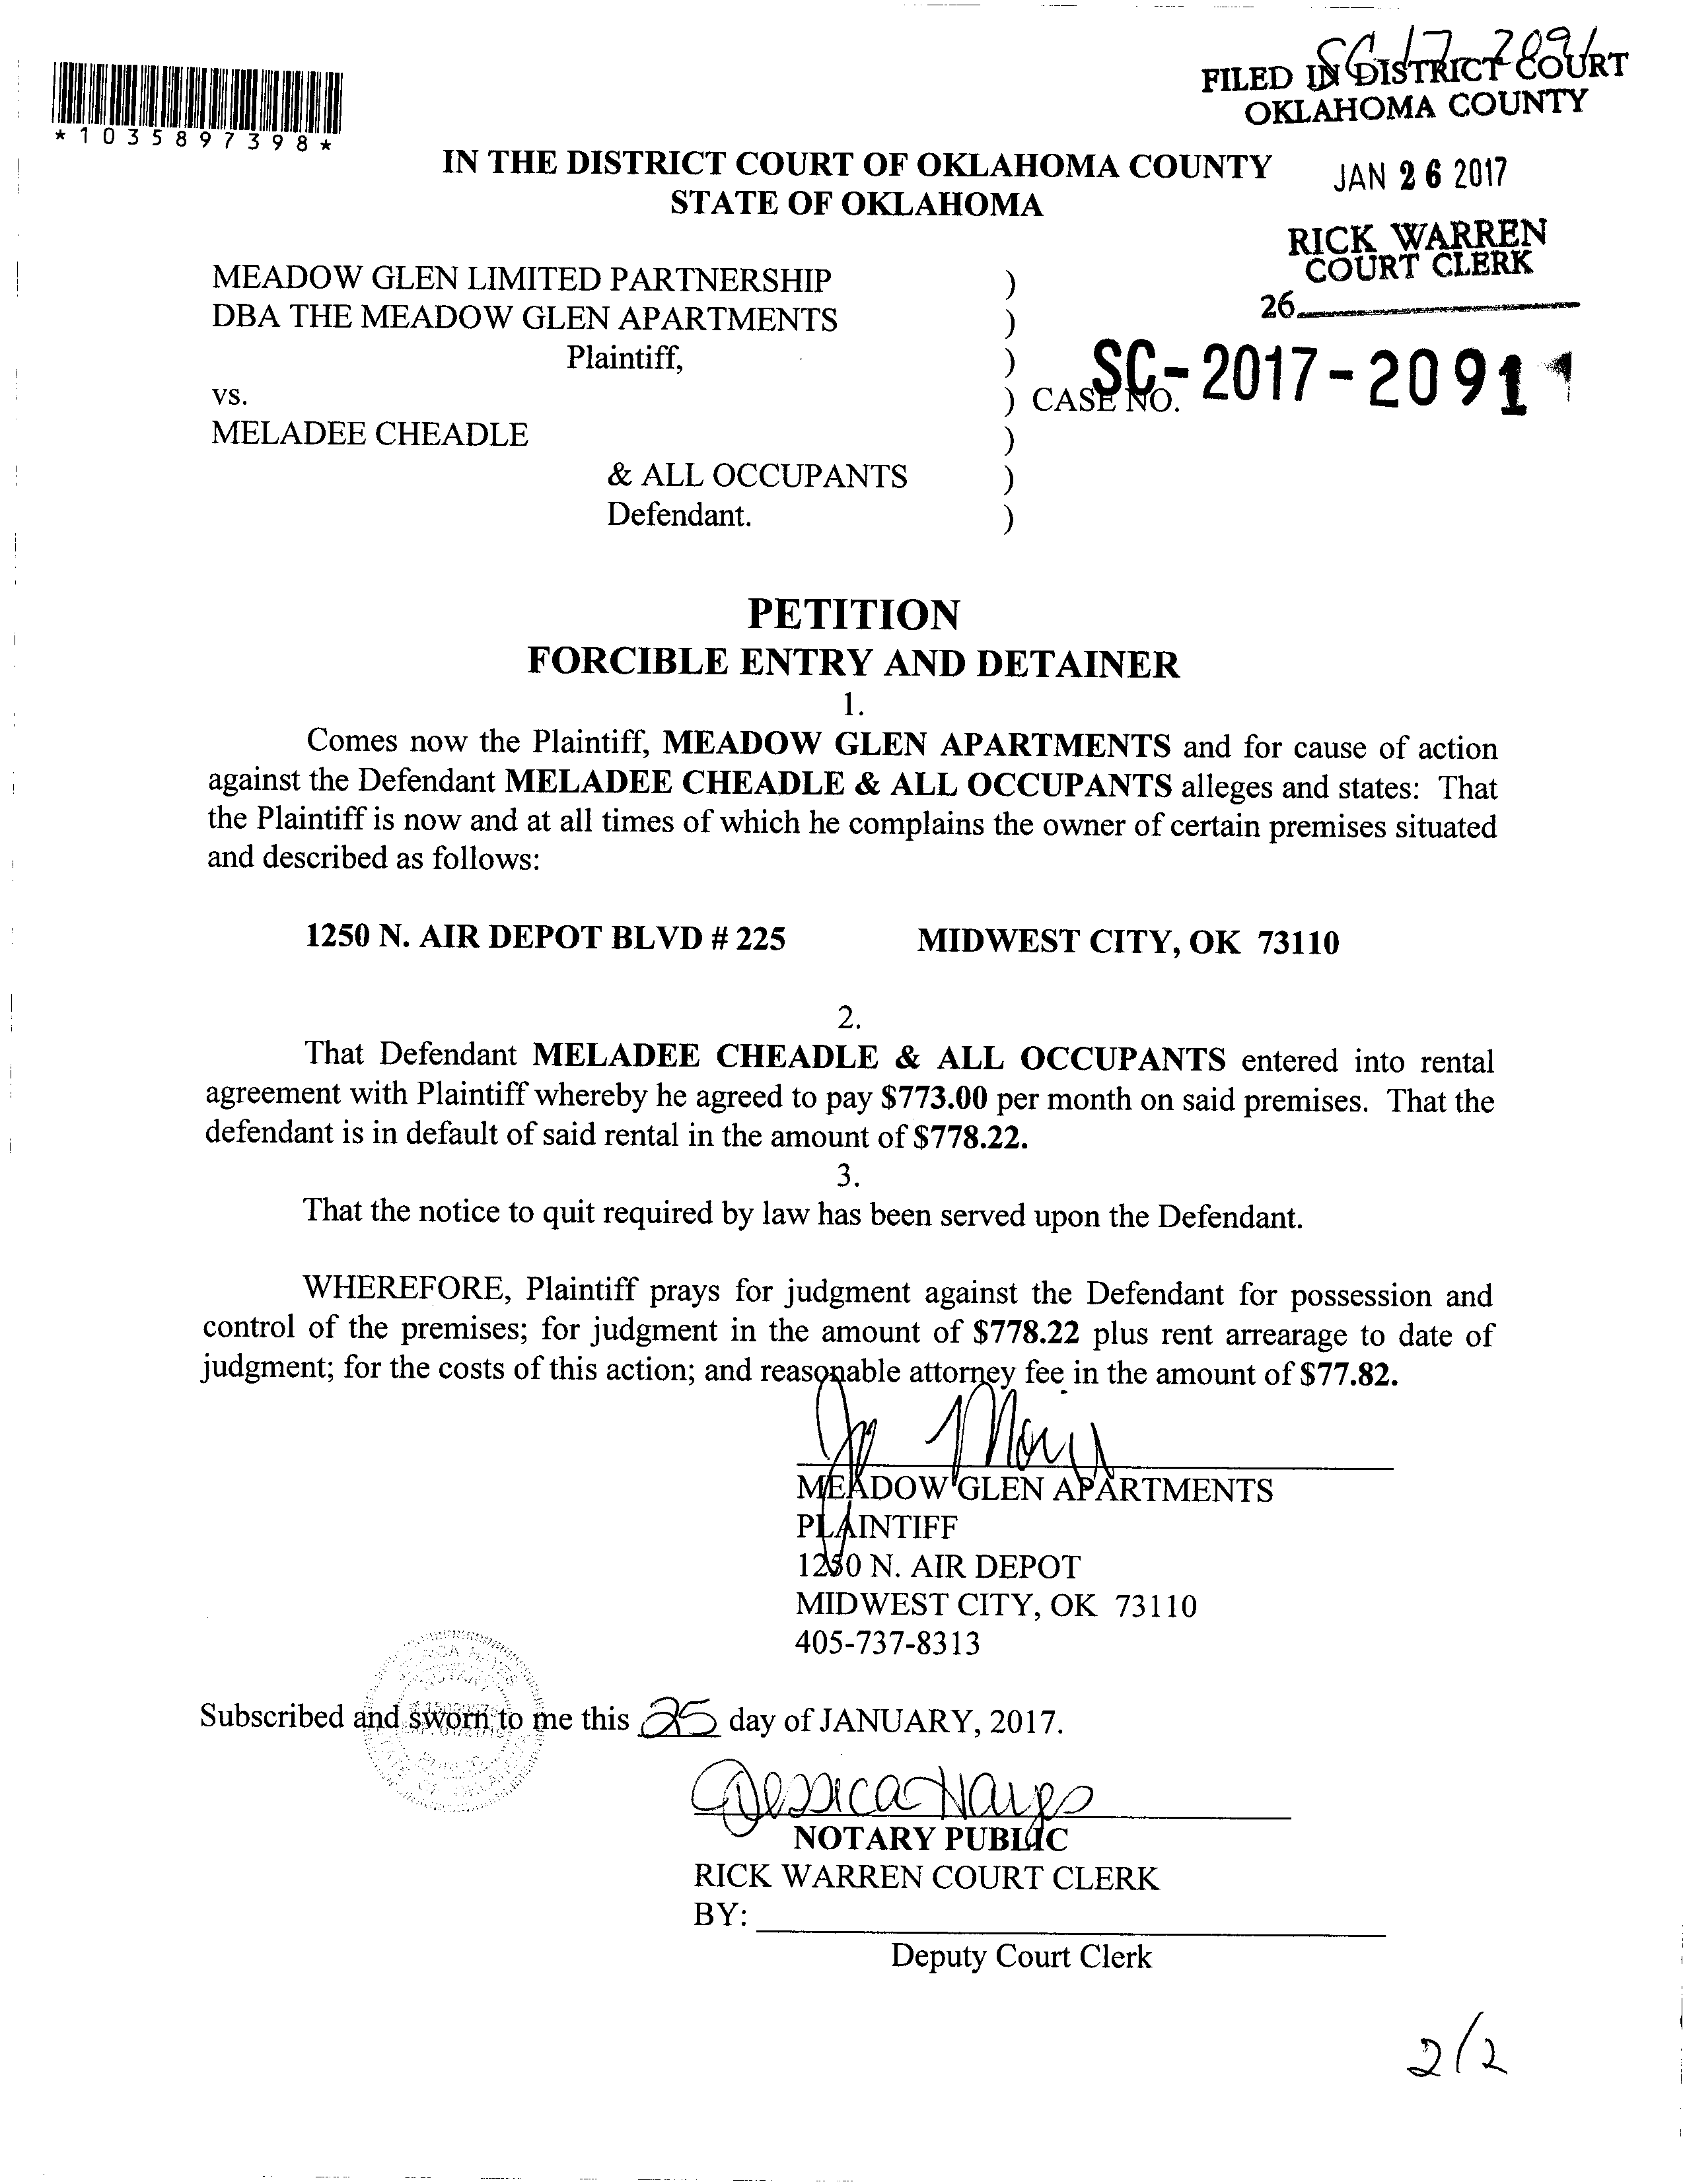 SC-17-2091
FILED IN DISTRICT COURT
OKLAHOMA COUNTY
*1035897398*
IN THE DISTRICT COURT OF OKLAHOMA COUNTY
STATE OF OKLAHOMA
JAN 26 2017
RICK WARREN
COURT CLERK
26
MEADOW GLEN LIMITED PARTNERSHIP )
DBA THE MEADOW GLEN APARTMENTS )
Plaintiff, )
vs. ) CASE NO. SC-2017-2091
MELADEE CHEADLE )
& ALL OCCUPANTS )
Defendant. )
PETITION
FORCIBLE ENTRY AND DETAINER
1.
Comes now the Plaintiff, MEADOW GLEN APARTMENTS and for cause of action
against the Defendant MELADEE CHEADLE & ALL OCCUPANTS alleges and states: That
the Plaintiff is now and at all times of which he complains the owner of certain premises situated
and described as follows:
1250 N. AIR DEPOT BLVD # 225 MIDWEST CITY, OK 73110
2.
That Defendant MELADEE CHEADLE & ALL OCCUPANTS entered into rental
agreement with Plaintiff whereby he agreed to pay $773.00 per month on said premises. That the
defendant is in default of said rental in the amount of $778.22.
3.
That the notice to quit required by law has been served upon the Defendant.
WHEREFORE, Plaintiff prays for judgment against the Defendant for possession and
control of the premises; for judgment in the amount of $778.22 plus rent arrearage to date of
judgment; for the costs of this action; and reasonable attorney fee in the amount of $77.82.
MEADOW GLEN APARTMENTS
PLAINTIFF
1250 N. AIR DEPOT
MIDWEST CITY, OK 73110
405-737-8313
Subscribed and sworn to me this 25 day of JANUARY, 2017.
Jessica Hayes
NOTARY PUBLIC
RICK WARREN COURT CLERK
BY:
Deputy Court Clerk
2/2